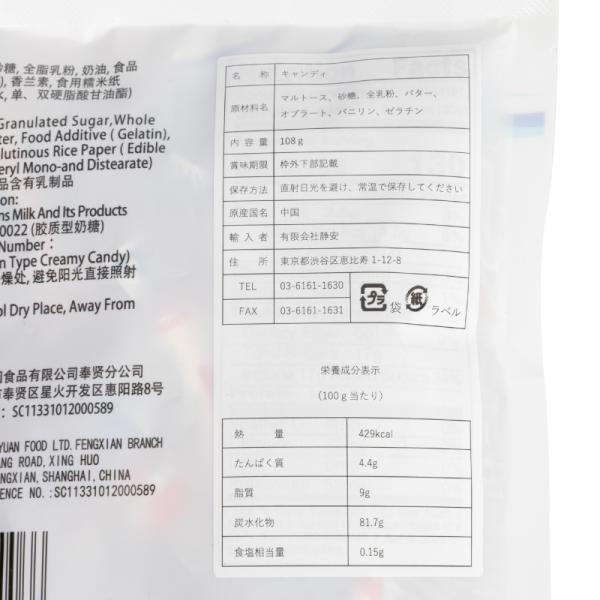 糖, 全脂乳粉, 奶油, 食品
), 香兰素, 食用糯米纸
水, 单、双硬脂酸甘油酯)
Granulated Sugar,Whole
tter, Food Additive ( Gelatin),
lutinous Rice Paper ( Edible
eryl Mono-and Distearate)
品含有乳制品
on:
ns Milk And Its Products
0022 (胶质型奶糖)
Number :
n Type Creamy Candy)
燥处, 避免阳光直接照射
ol Dry Place, Away From
食品有限公司奉贤分公司
奉贤区星火开发区惠阳路8号
: SC11331012000589
YUAN FOOD LTD.FENGXIAN BRANCH
ANG ROAD,XING HUO
NGXIAN,SHANGHAI,CHINA
ENCE NO.:SC11331012000589
名 称 キャンディ
原材料名 マルトース、砂糖、全乳粉、バター、
オブラート、バニリン、ゼラチン
内 容 量 108g
賞味期限 枠外下部記載
保存方法 直射日光を避け、常温で保存してください
原産国名 中国
輸 入 者 有限会社静安
住 所 東京都渋谷区恵比寿 1-12-8
TEL 03-6161-1630
FAX 03-6161-1631
プラ 袋 紙 ラベル
栄養成分表示
(100g当たり)
熱 量 429kcal
たんぱく質 4.4g
脂質 9g
炭水化物 81.7g
食塩相当量 0.15g